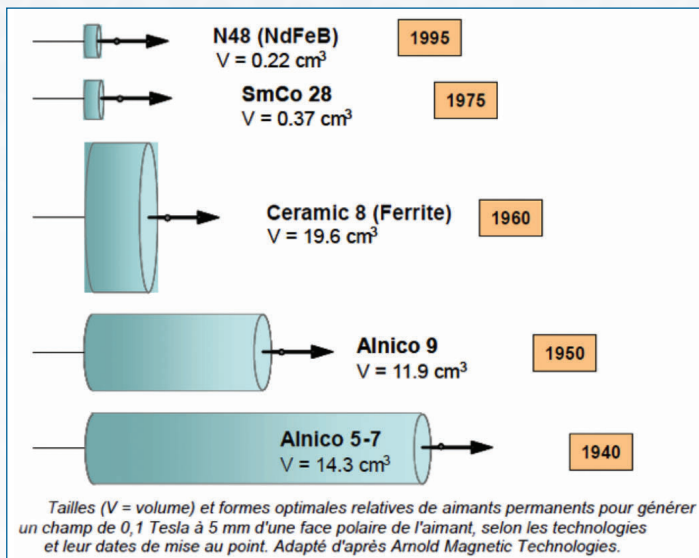 N48 (NdFeB)
1995
V = 0.22 cm³
SmCo 28
1975
V = 0.37 cm³
Ceramic 8 (Ferrite)
1960
V = 19.6 cm³
Alnico 9
1950
V = 11.9 cm³
Alnico 5-7
1940
V = 14.3 cm³
Tailles (V = volume) et formes optimales relatives de aimants permanents pour générer
un champ de 0,1 Tesla à 5 mm d'une face polaire de l'aimant, selon les technologies
et leur dates de mise au point. Adapté d'après Arnold Magnetic Technologies.